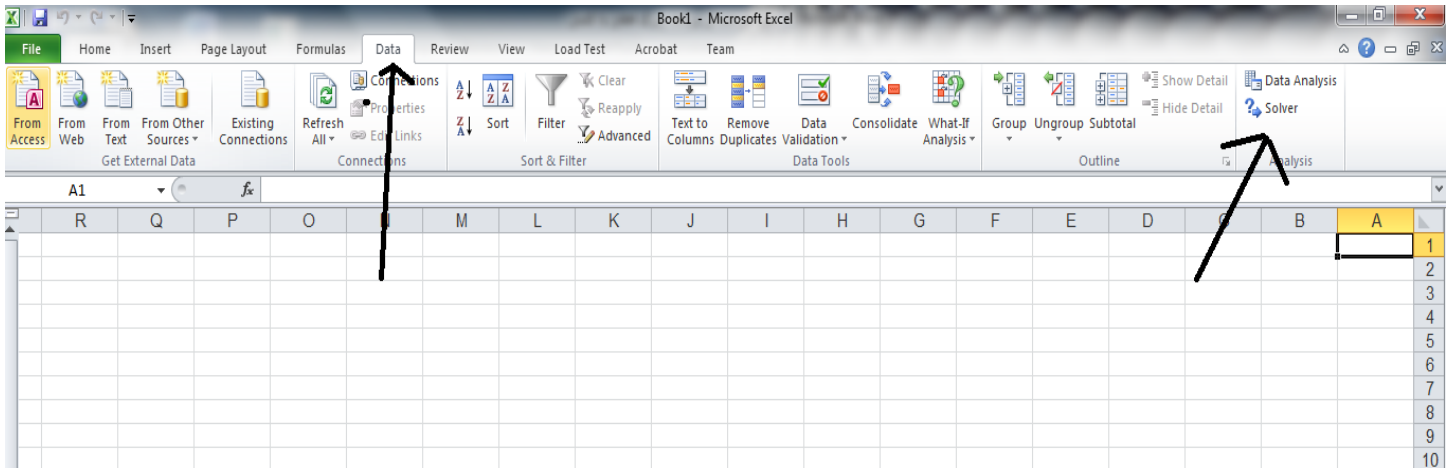 Book1 - Microsoft Excel
File Home Insert Page Layout Formulas Data Review View Load Test Acrobat Team
Connections Clear Show Detail Data Analysis
Properties Reapply Hide Detail Solver
Edit Links Advanced
From Access From Web From Text From Other Sources Existing Connections Refresh All Sort Filter Text to Columns Remove Duplicates Data Validation Consolidate What-If Analysis Group Ungroup Subtotal
Get External Data Connections Sort & Filter Data Tools Outline Analysis
A1 fx
R Q P O N M L K J I H G F E D C B A
1
2
3
4
5
6
7
8
9
10